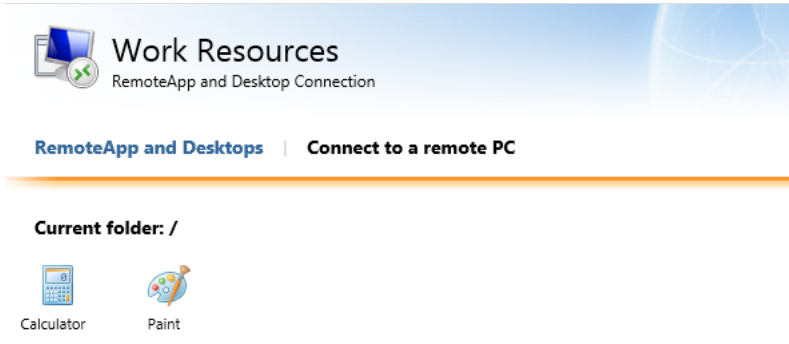 Work Resources
RemoteApp and Desktop Connection
RemoteApp and Desktops | Connect to a remote PC
Current folder: /
Calculator Paint